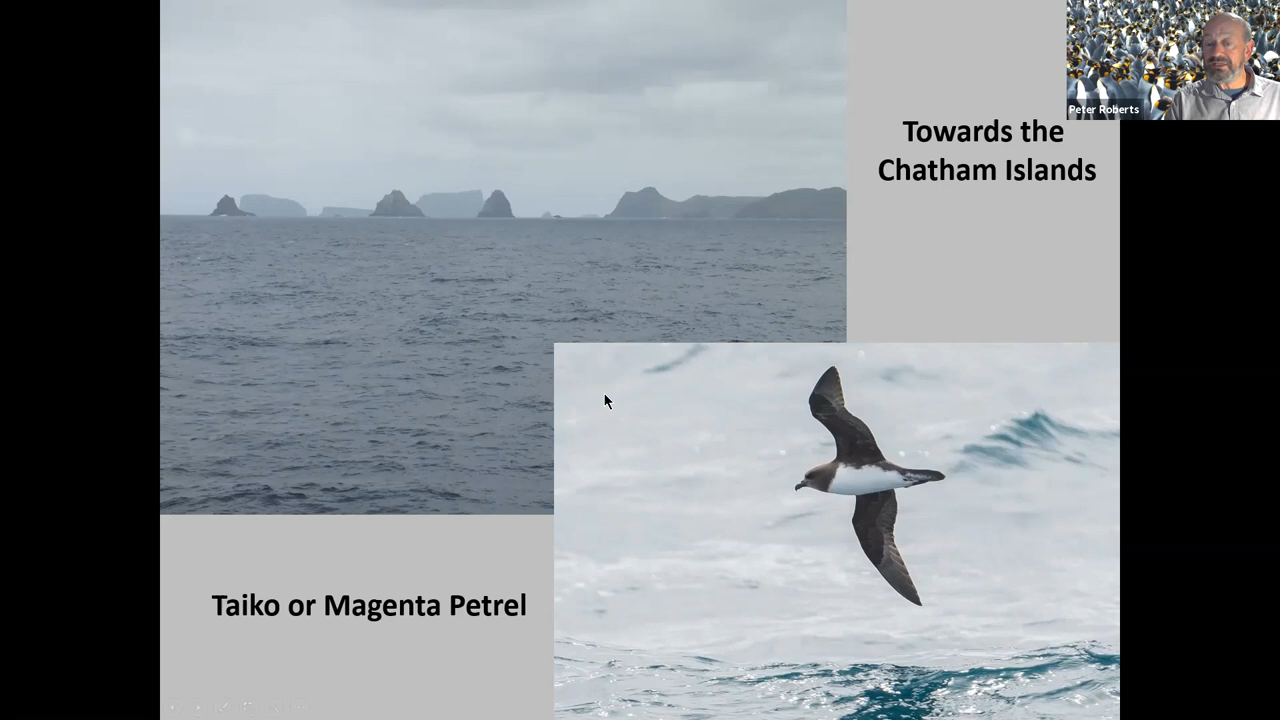 Peter Roberts
Towards the
Chatham Islands
Taiko or Magenta Petrel